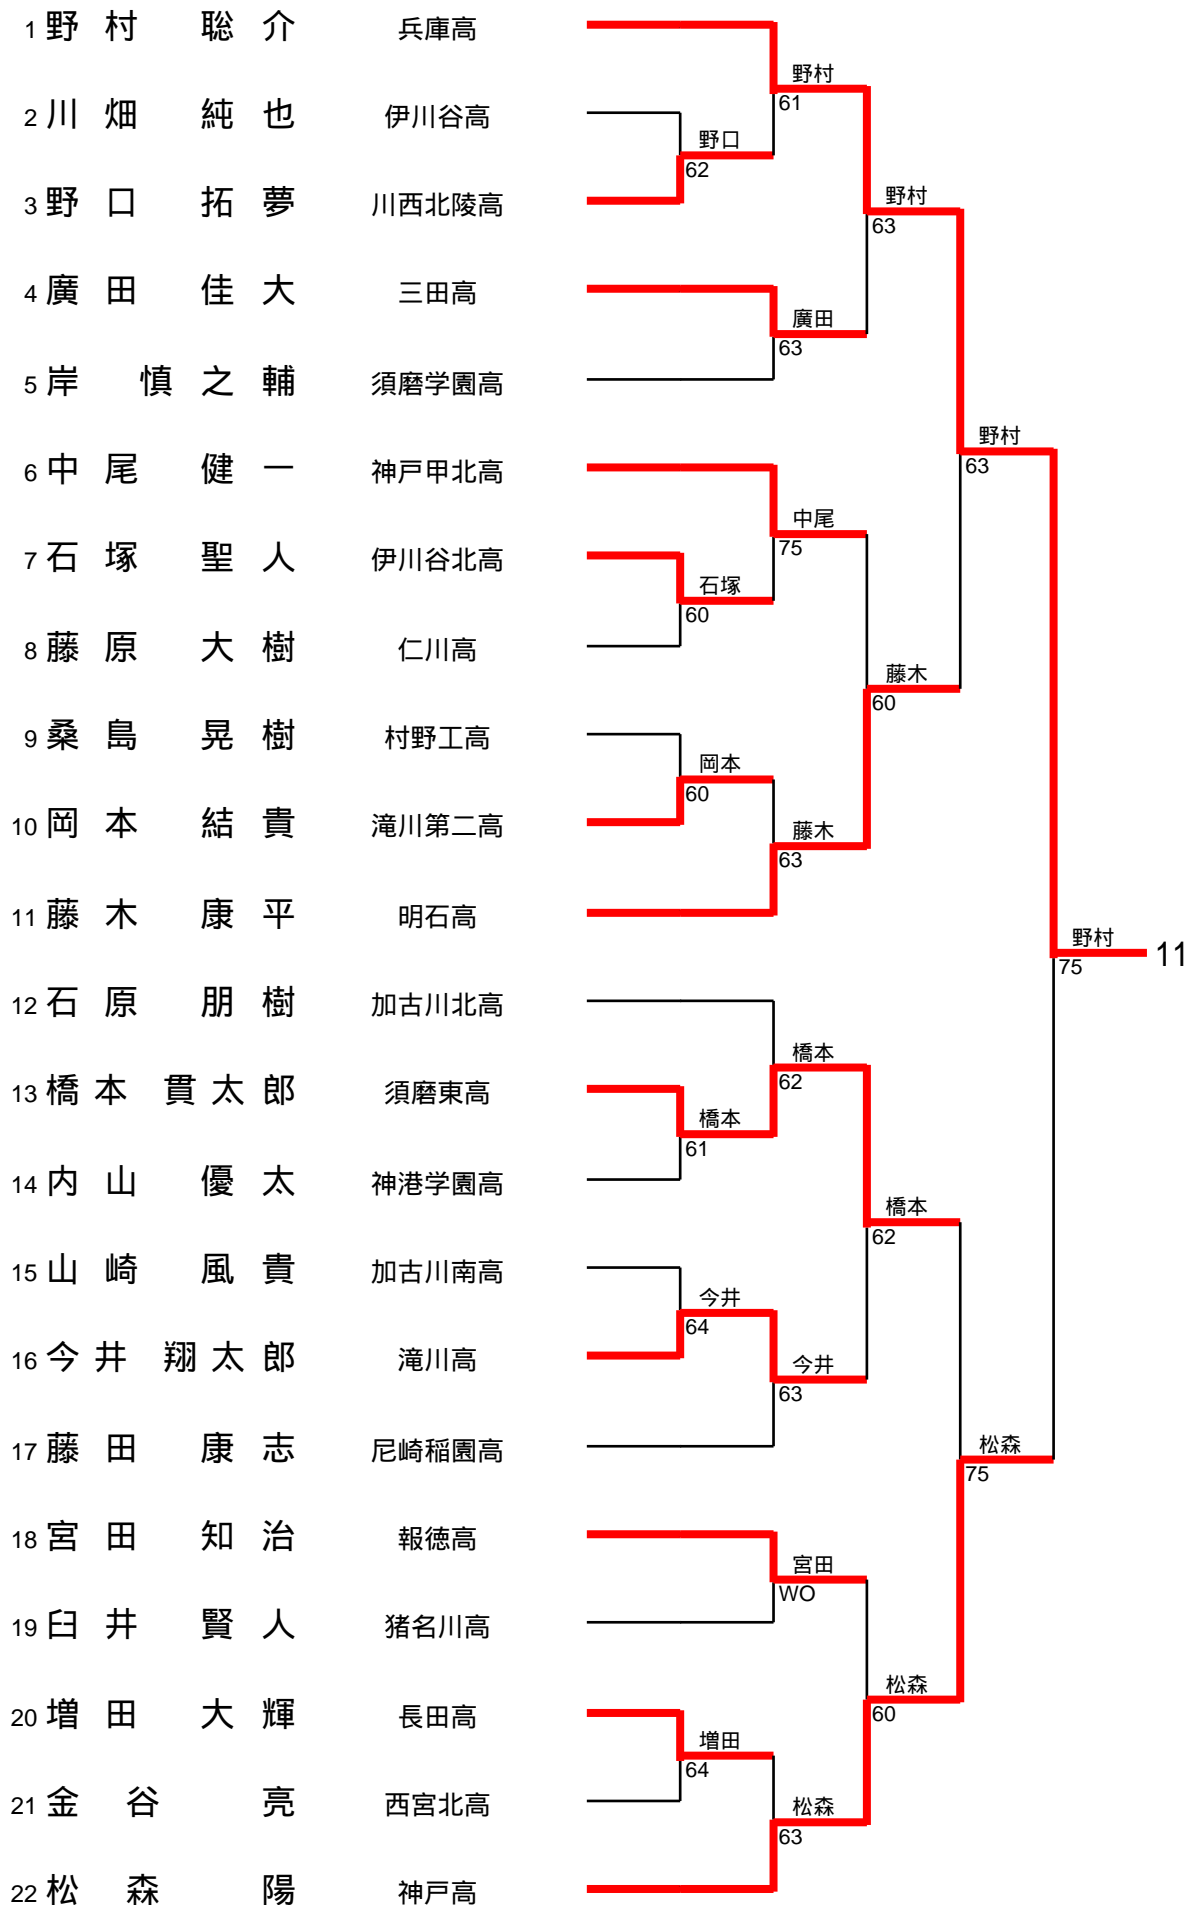 1 野村 聡介 兵庫高
野村
61
2 川畑 純也 伊川谷高
野口
62
3 野口 拓夢 川西北陵高
野村
63
4 廣田 佳大 三田高
廣田
63
5 岸 慎之輔 須磨学園高
野村
63
6 中尾 健一 神戸甲北高
中尾
75
7 石塚 聖人 伊川谷北高
石塚
60
8 藤原 大樹 仁川高
藤木
60
9 桑島 晃樹 村野工高
岡本
60
10 岡本 結貴 滝川第二高
藤木
63
11 藤木 康平 明石高
野村
75
11
12 石原 朋樹 加古川北高
橋本
62
13 橋本 貫太郎 須磨東高
橋本
61
14 内山 優太 神港学園高
橋本
62
15 山崎 風貴 加古川南高
今井
64
16 今井 翔太郎 滝川高
今井
63
17 藤田 康志 尼崎稲園高
松森
75
18 宮田 知治 報徳高
宮田
WO
19 臼井 賢人 猪名川高
松森
60
20 増田 大輝 長田高
増田
64
21 金谷 亮 西宮北高
松森
63
22 松森 陽 神戸高